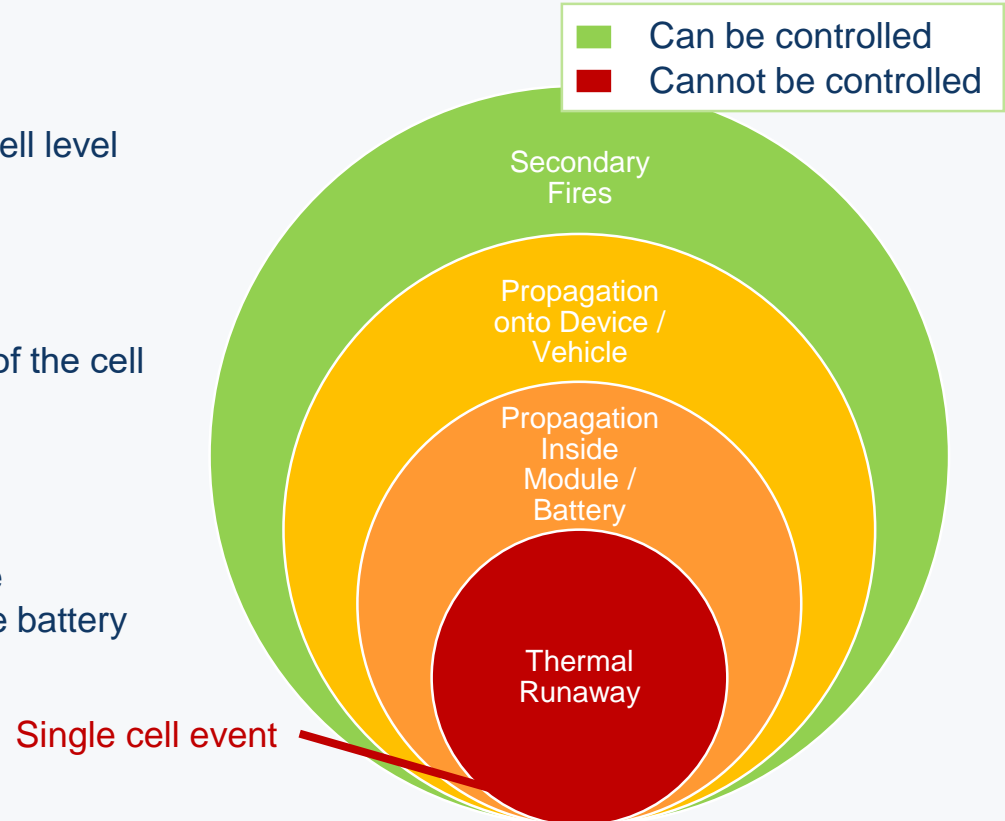 Can be controlled
Cannot be controlled
ell level
Secondary
Fires
Propagation
onto Device /
Vehicle
of the cell
Propagation
Inside
Module /
Battery
e battery
Thermal
Runaway
Single cell event